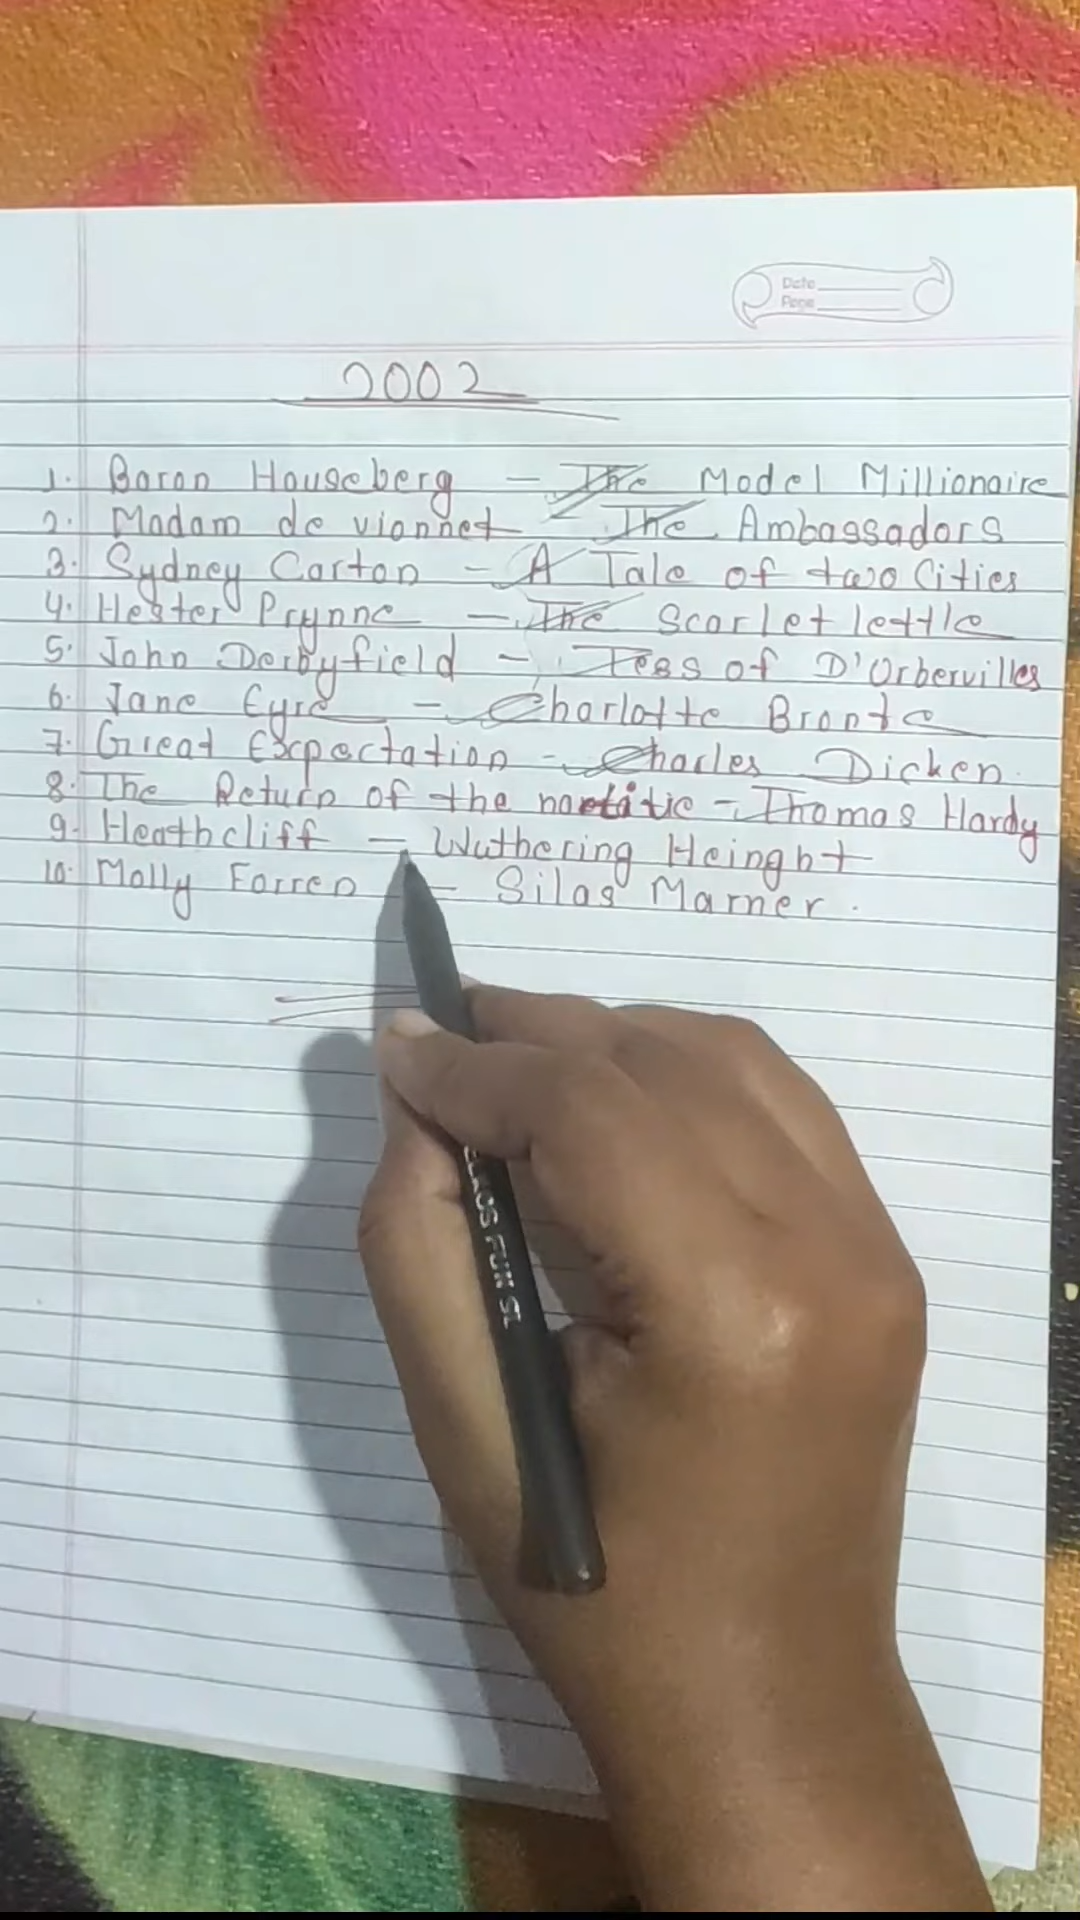 Date
Page
2002
1. Baron Houseberg - The Model Millionaire
2. Madam de vionnet - The Ambassadors
3. Sydney Carton - A Tale of two Cities
4. Hester Prynne - The Scarlet lettle
5. John Derbyfield - Tess of D'Orbervilles
6. Jane Eyre - Charlotte Bronte
7. Great Expectation - Charles Dicken.
8. The Return of the - Thomas Hardy
9. Heathcliff - Wuthering Heinght
10. Molly Farren - Silas Marner.
FUN